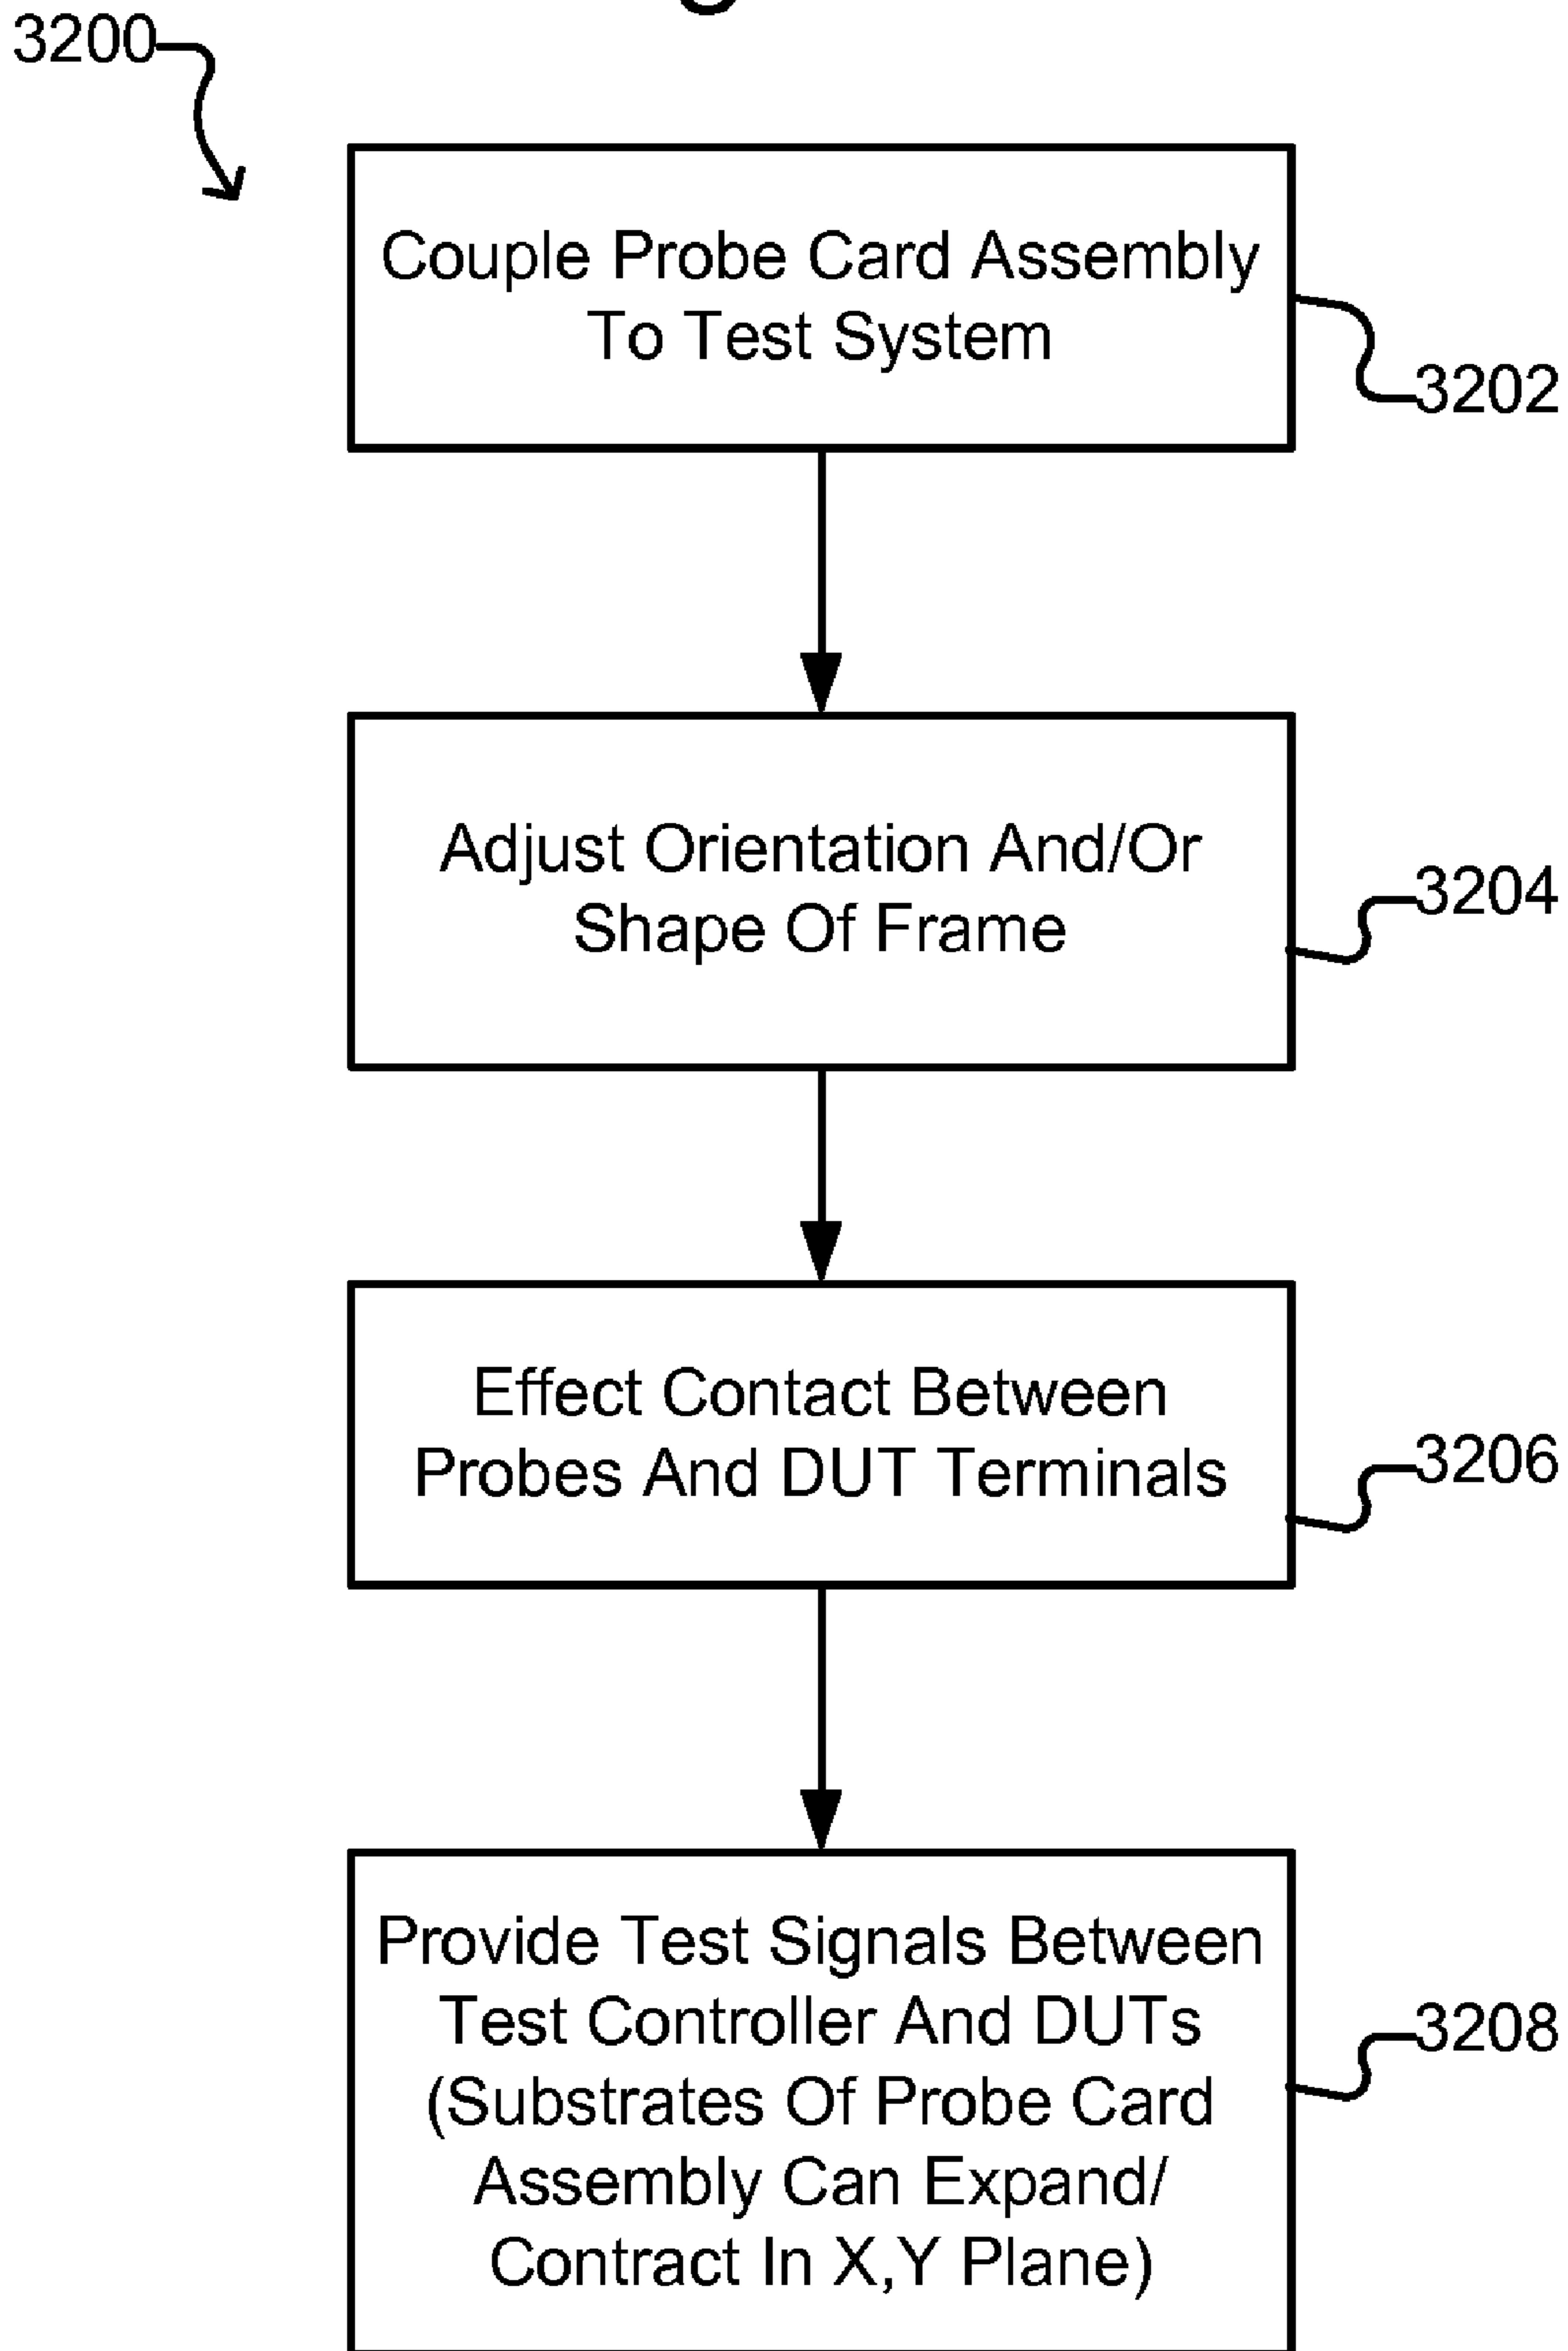 3200
Couple Probe Card Assembly
To Test System
3202
Adjust Orientation And/Or
Shape Of Frame
3204
Effect Contact Between
Probes And DUT Terminals
3206
Provide Test Signals Between
Test Controller And DUTs
(Substrates Of Probe Card
Assembly Can Expand/
Contract In X,Y Plane)
3208